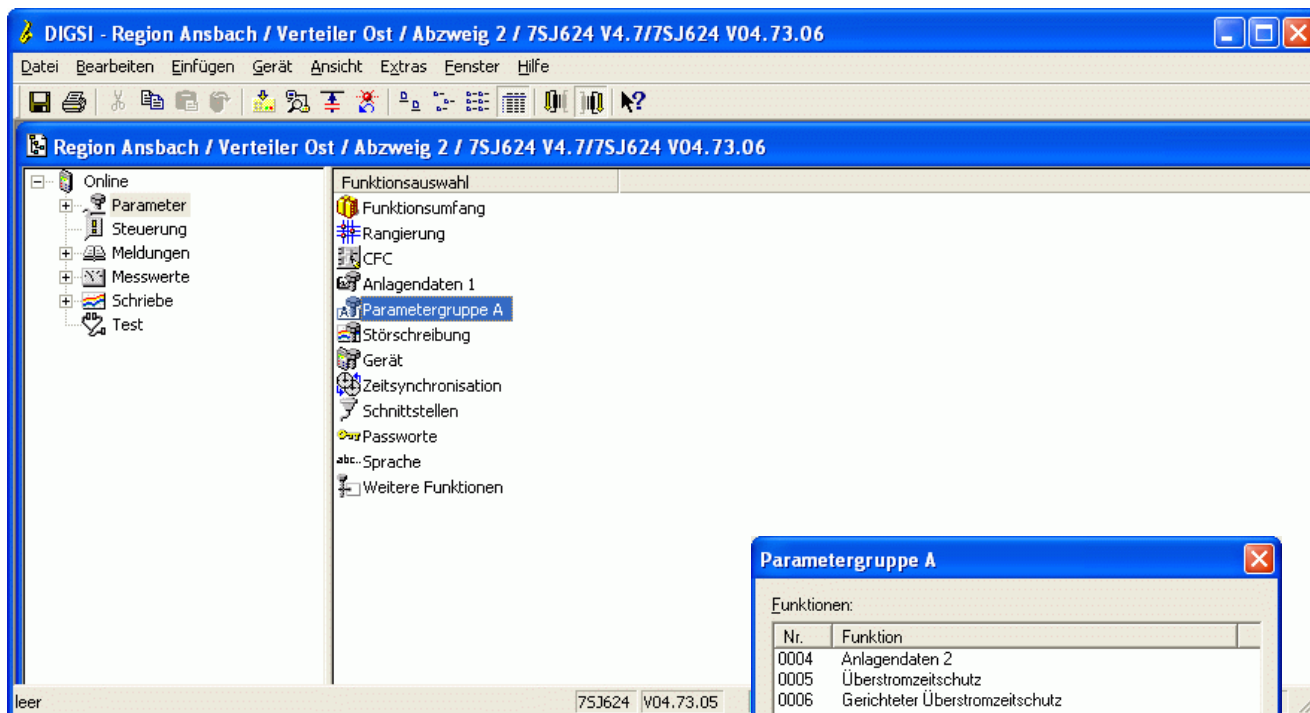 DIGSI - Region Ansbach / Verteiler Ost / Abzweig 2 / 7SJ624 V4.7/7SJ624 V04.73.06
Datei Bearbeiten Einfügen Gerät Ansicht Extras Fenster Hilfe
Region Ansbach / Verteiler Ost / Abzweig 2 / 7SJ624 V4.7/7SJ624 V04.73.06
Online
Parameter
Steuerung
Meldungen
Messwerte
Schriebe
Test
Funktionsauswahl
Funktionsumfang
Rangierung
CFC
Anlagendaten 1
Parametergruppe A
Störschreibung
Gerät
Zeitsynchronisation
Schnittstellen
Passworte
abc.. Sprache
Weitere Funktionen
Parametergruppe A
Funktionen:
Nr. Funktion
0004 Anlagendaten 2
0005 Überstromzeitschutz
0006 Gerichteter Überstromzeitschutz
leer 7SJ624 V04.73.05